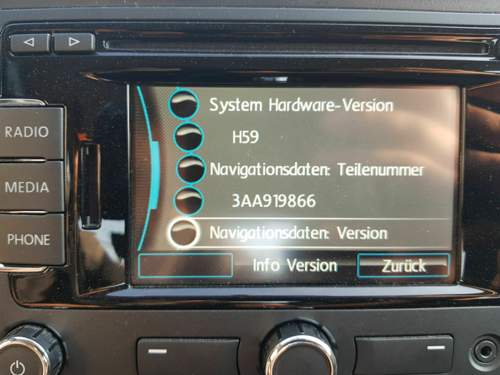 System Hardware-Version
RADIO
H59
Navigationsdaten: Teilenummer
MEDIA
3AA919866
Navigationsdaten: Version
PHONE
Info Version
Zurück